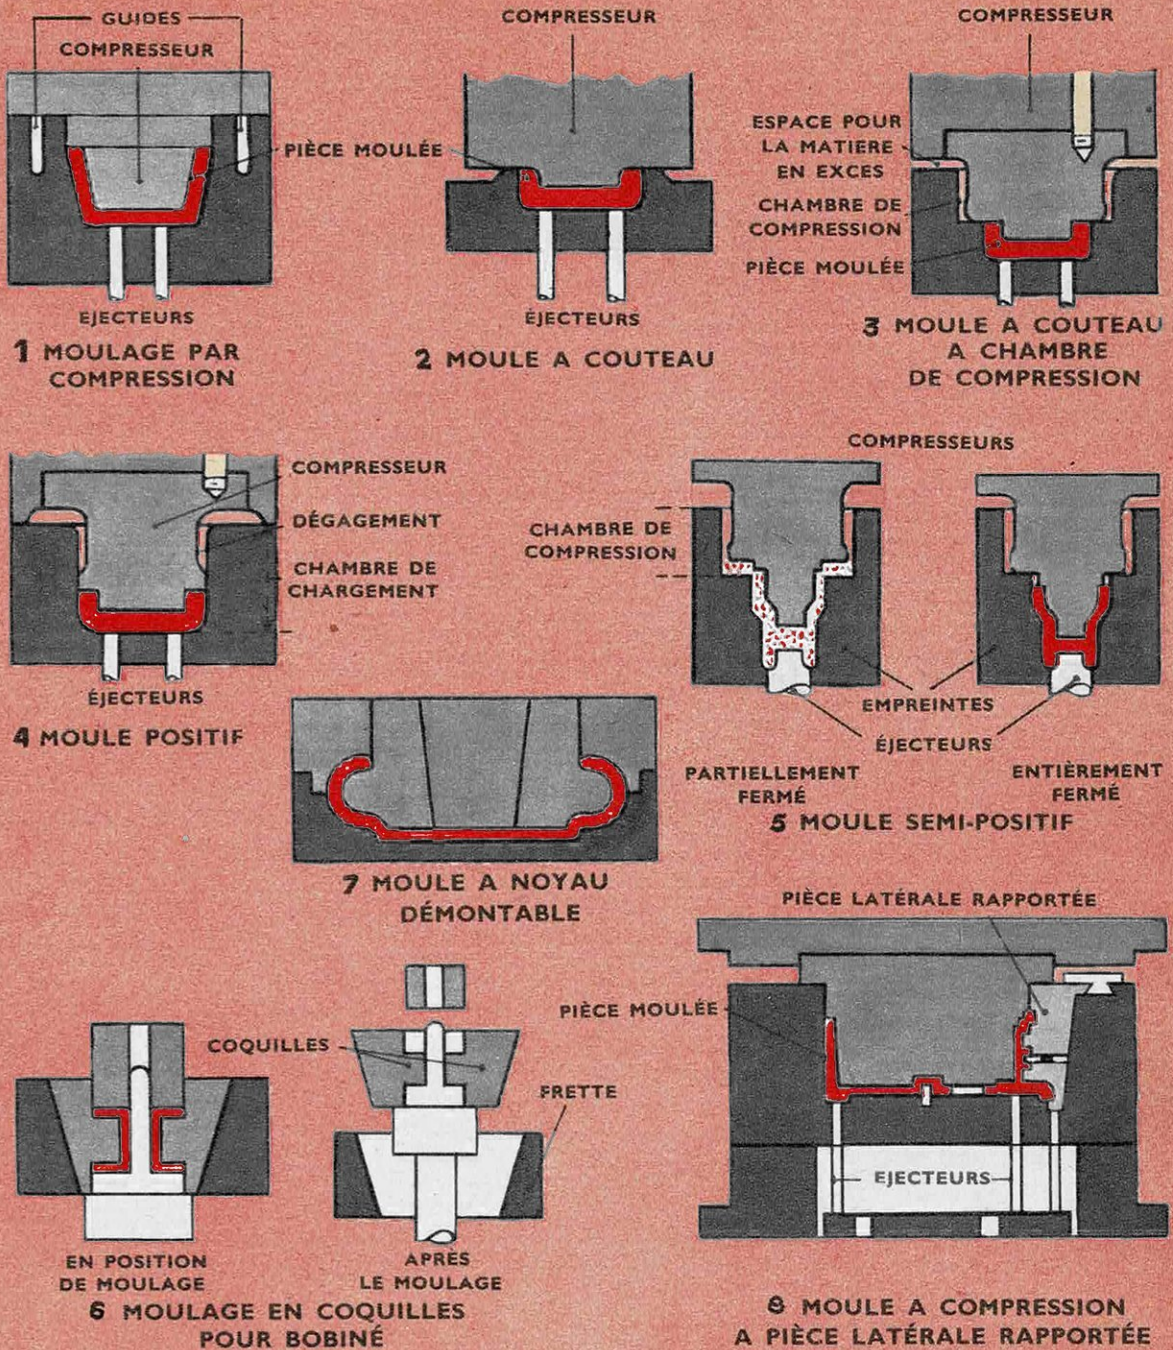 GUIDES
COMPRESSEUR
PIÈCE MOULÉE
EJECTEURS
1 MOULAGE PAR
COMPRESSION
COMPRESSEUR
ÉJECTEURS
2 MOULE A COUTEAU
COMPRESSEUR
ESPACE POUR
LA MATIERE
EN EXCES
CHAMBRE DE
COMPRESSION
PIÈCE MOULÉE
3 MOULE A COUTEAU
A CHAMBRE
DE COMPRESSION
COMPRESSEUR
DÉGAGEMENT
CHAMBRE DE
CHARGEMENT
ÉJECTEURS
4 MOULE POSITIF
COMPRESSEURS
CHAMBRE DE
COMPRESSION
EMPREINTES
ÉJECTEURS
PARTIELLEMENT
FERMÉ
ENTIÈREMENT
FERMÉ
5 MOULE SEMI-POSITIF
7 MOULE A NOYAU
DÉMONTABLE
COQUILLES
FRETTE
EN POSITION
DE MOULAGE
APRÈS
LE MOULAGE
6 MOULAGE EN COQUILLES
POUR BOBINÉ
PIÈCE LATÉRALE RAPPORTÉE
PIÈCE MOULÉE
EJECTEURS
8 MOULE A COMPRESSION
A PIÈCE LATÉRALE RAPPORTÉE